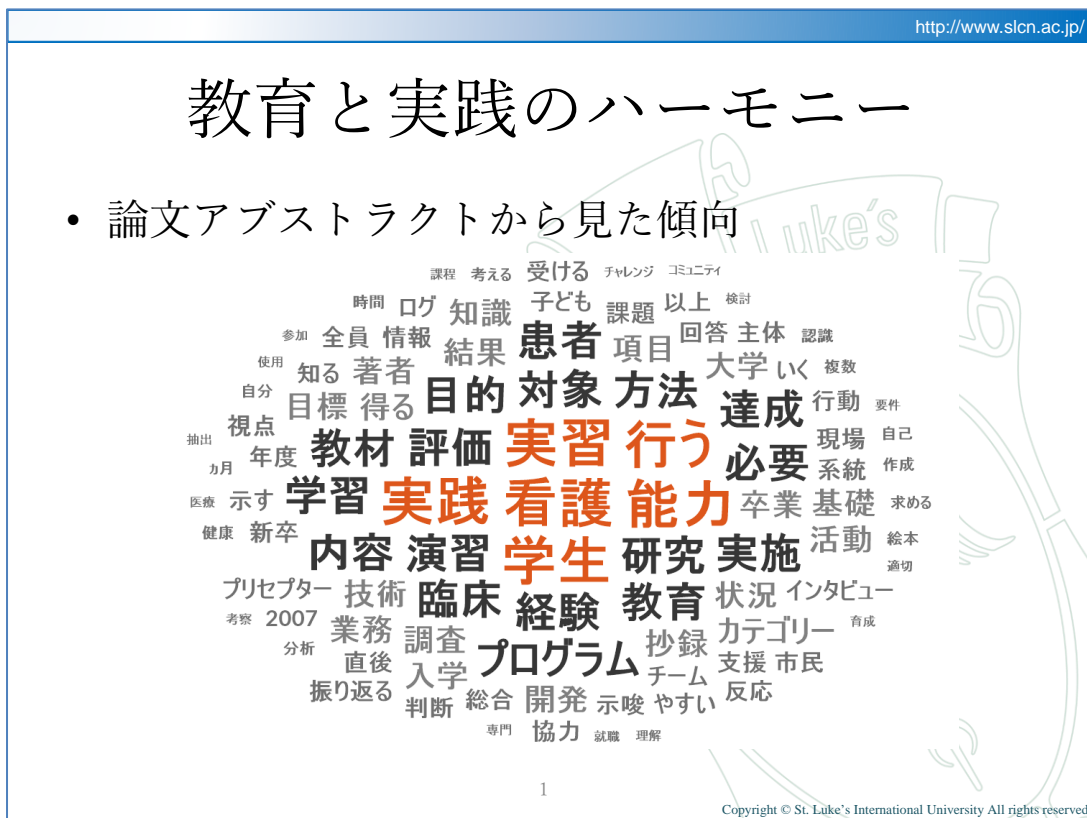 http://www.slcn.ac.jp/
教育と実践のハーモニー
• 論文アブストラクトから見た傾向
Luke's
課程 考える 受ける チャレンジ コミュニティ
時間 ログ 知識 子ども 課題 以上 検討
参加 全員 情報 結果 患者 項目 回答 主体 認識
使用 知る 著者 目的 対象 方法 大学 いく 複数
自分 目標 得る 達成 行動 要件
抽出 視点 教材 評価 実習 行う 必要 現場 自己
ヵ月 年度 系統 作成
医療 示す 学習 実践 看護 能力 卒業 基礎 求める
健康 新卒 内容 演習 学生 研究 実施 活動 絵本
適切
プリセプター 技術 臨床 経験 教育 状況 インタビュー
考察 2007 業務 調査 プログラム 抄録 カテゴリー 育成
分析 直後 入学 チーム 支援 市民
振り返る 判断 総合 開発 示唆 やすい 反応
専門 協力 就職 理解
1
Copyright © St. Luke's International University All rights reserved